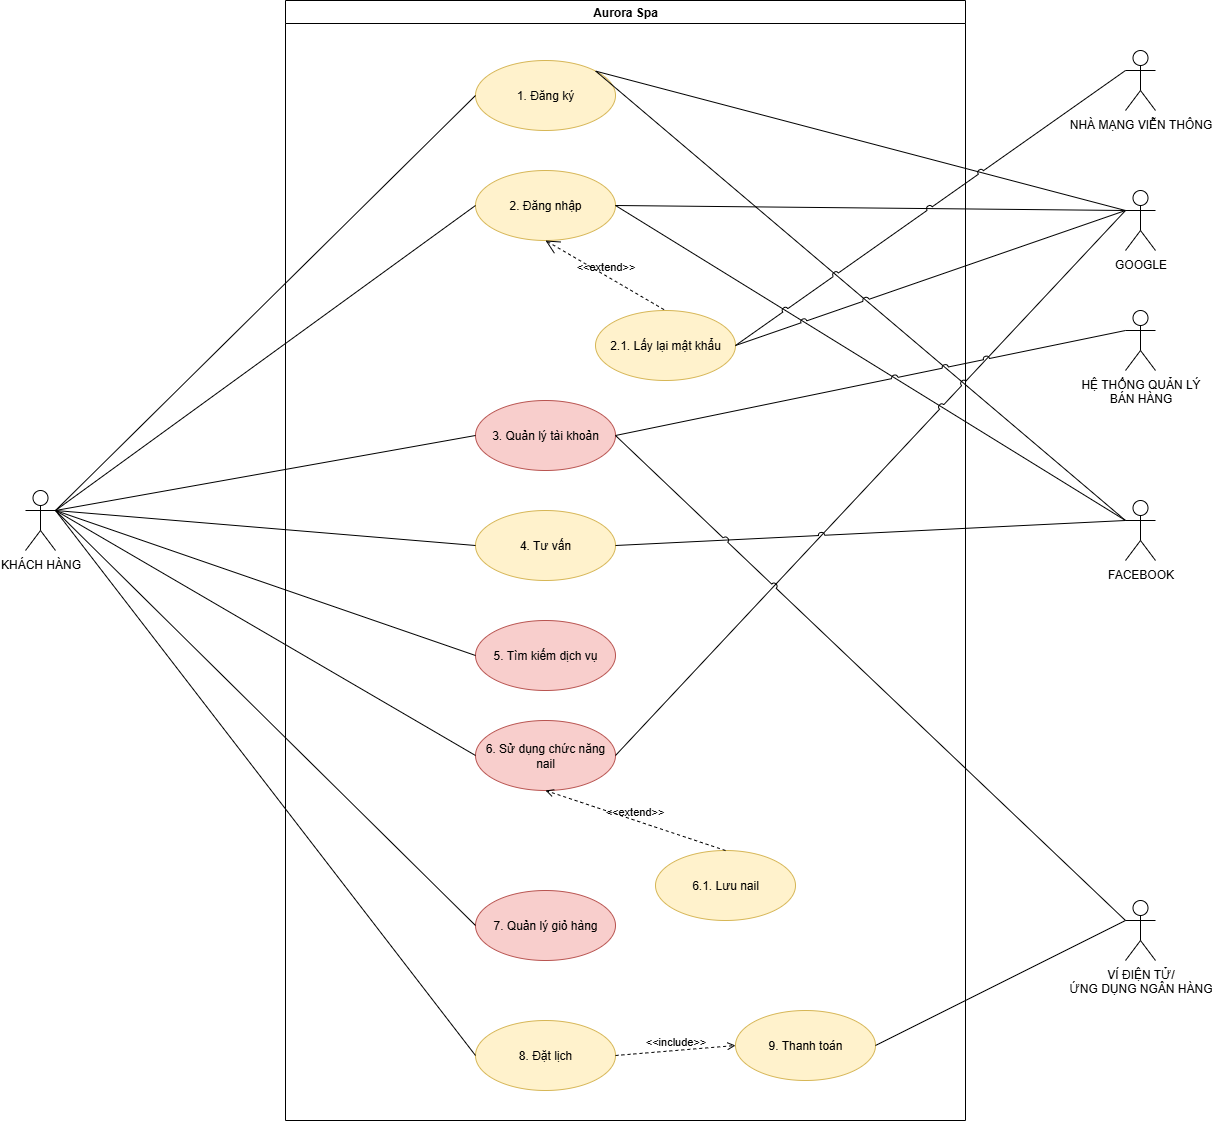 Aurora Spa
1. Đăng ký
NHÀ MẠNG VIỄN THÔNG
2. Đăng nhập
GOOGLE
<<extend>>
2.1. Lấy lại mật khẩu
HỆ THỐNG QUẢN LÝ
BÁN HÀNG
3. Quản lý tài khoản
KHÁCH HÀNG
4. Tư vấn
FACEBOOK
5. Tìm kiếm dịch vụ
6. Sử dụng chức năng
nail
<<extend>>
6.1. Lưu nail
7. Quản lý giỏ hàng
VÍ ĐIỆN TỬ/
ỨNG DỤNG NGÂN HÀNG
8. Đặt lịch
<<include>>
9. Thanh toán